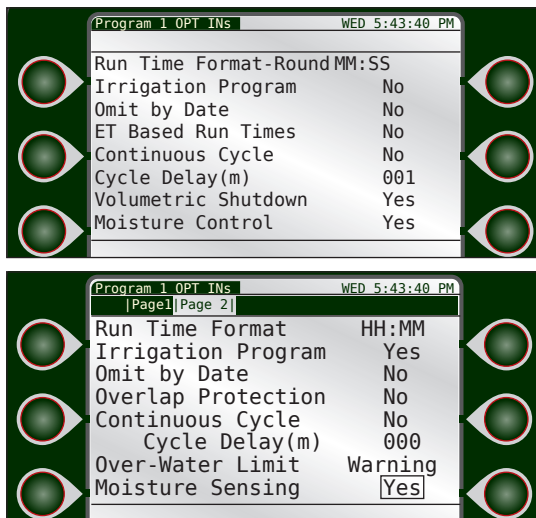 Program 1 OPT INs WED 5:43:40 PM
Run Time Format-Round MM:SS
Irrigation Program No
Omit by Date No
ET Based Run Times No
Continuous Cycle No
Cycle Delay(m) 001
Volumetric Shutdown Yes
Moisture Control Yes
Program 1 OPT INs WED 5:43:40 PM
|Page1|Page 2|
Run Time Format HH:MM
Irrigation Program Yes
Omit by Date No
Overlap Protection No
Continuous Cycle No
Cycle Delay(m) 000
Over-Water Limit Warning
Moisture Sensing Yes